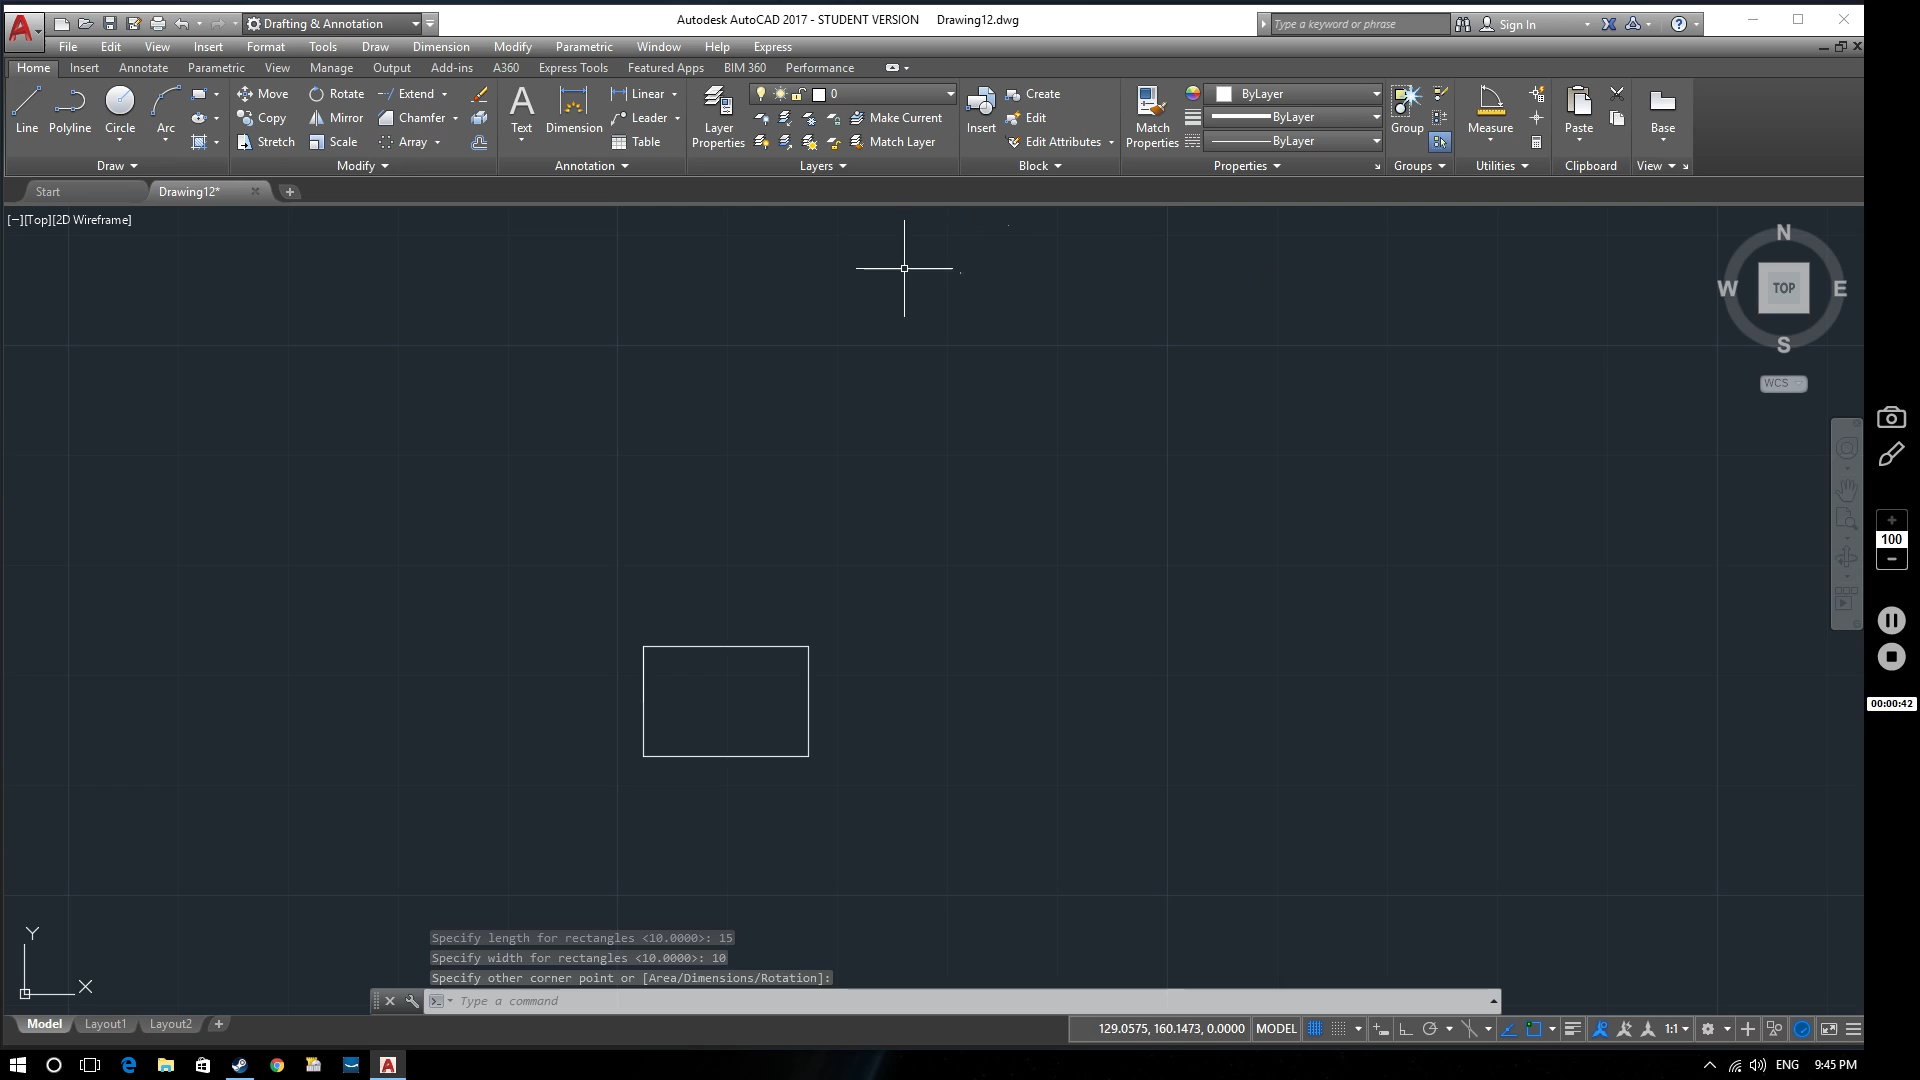 Drafting & Annotation
Autodesk AutoCAD 2017 - STUDENT VERSION    Drawing12.dwg
Type a keyword or phrase
Sign In
File Edit View Insert Format Tools Draw Dimension Modify Parametric Window Help Express
Home Insert Annotate Parametric View Manage Output Add-ins A360 Express Tools Featured Apps BIM 360 Performance
Move Rotate Extend Linear 0 Create ByLayer
Copy Mirror Chamfer Leader Make Current Edit ByLayer
Line Polyline Circle Arc Text Dimension Layer Properties Insert Match Properties Group Measure Paste Base
Stretch Scale Array Table Match Layer Edit Attributes ByLayer
Draw Modify Annotation Layers Block Properties Groups Utilities Clipboard View
Start Drawing12*
[−][Top][2D Wireframe]
N
W TOP E
S
WCS
100
00:00:42
Y
X
Specify length for rectangles <10.0000>: 15
Specify width for rectangles <10.0000>: 10
Specify other corner point or [Area/Dimensions/Rotation]:
Type a command
Model Layout1 Layout2 +
129.0575, 160.1473, 0.0000 MODEL 1:1
ENG 9:45 PM